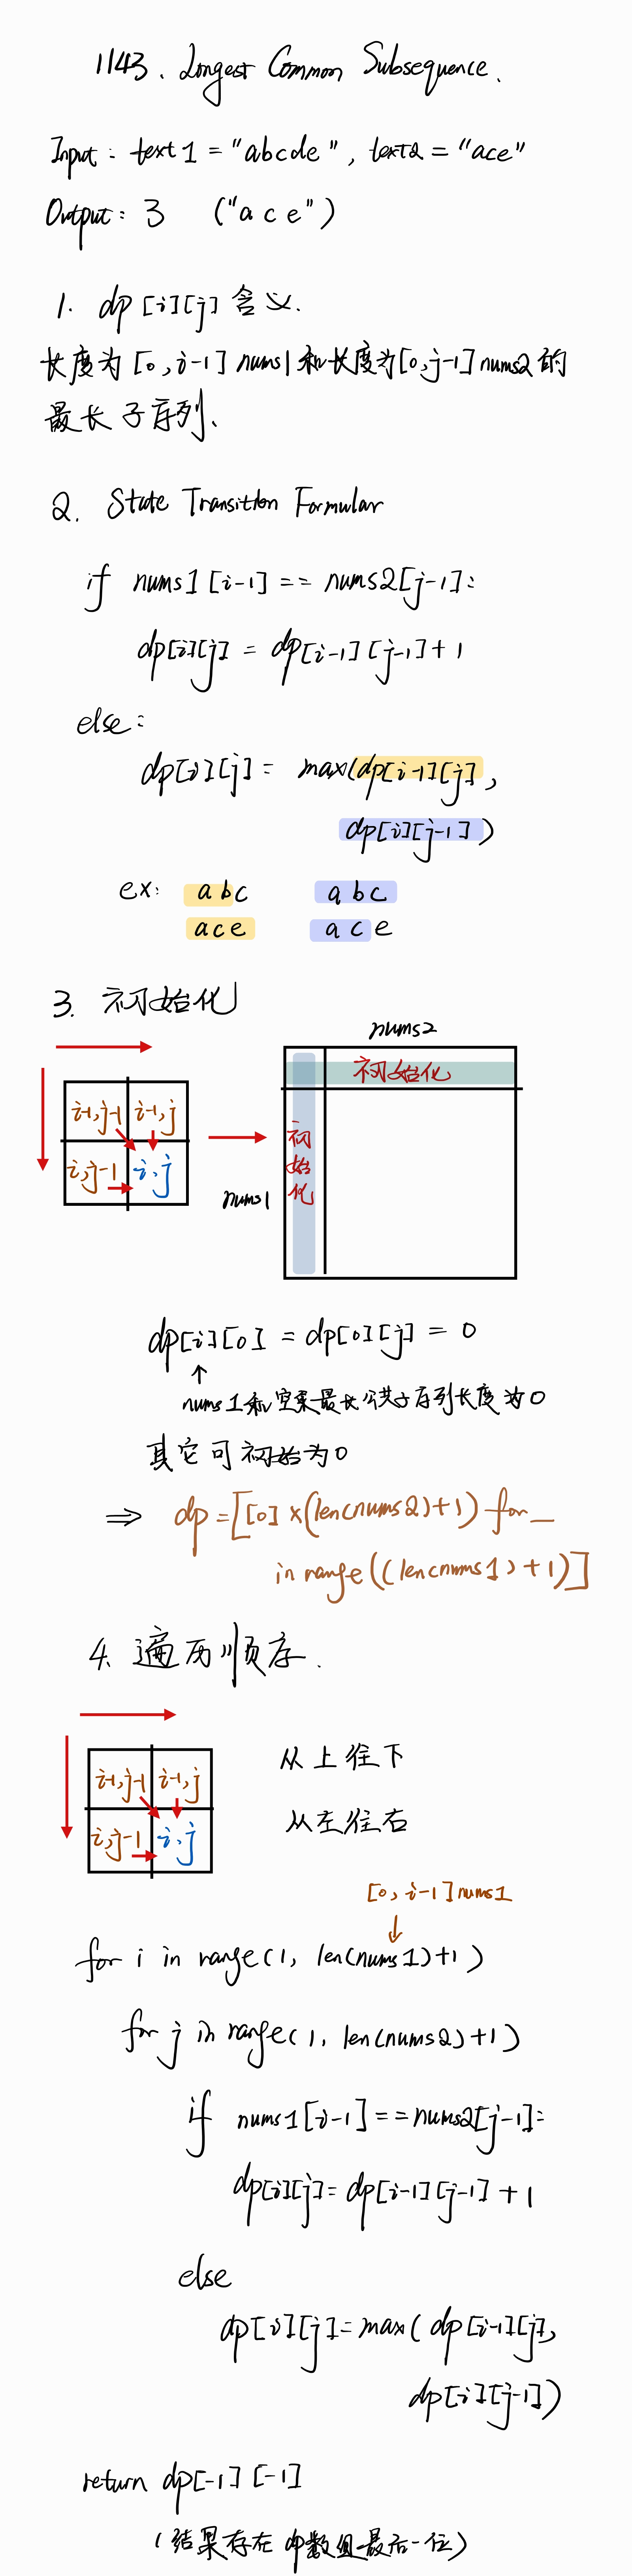 1143. Longest Common Subsequence.
Input: text1 = "abcde", text2 = "ace"
Output: 3 ("ace")
1. dp[i][j] 含义.
长度为 [0, i-1] nums1 和长度为 [0, j-1] nums2 的
最长子序列、
2. State Transition Formular
if nums1[i-1] == nums2[j-1]:
dp[i][j] = dp[i-1][j-1] + 1
else:
dp[i][j] = max(dp[i-1][j],
dp[i][j-1])
ex: abc abc
ace ace
3. 初始化
nums2
初始化
i-1,j-1 i-1,j
i,j-1 i,j
初始化
nums1
dp[i][0] = dp[0][j] = 0
↑
nums1和空集最长公共子序列长度为0
其它可初始为0
⇒ dp = [[0] × (len(nums2)+1) for _
in range((len(nums1)+1)]
4. 遍历顺序.
i-1,j-1 i-1,j
i,j-1 i,j
从上往下
从左往右
[0, i-1] nums1
↓
for i in range(1, len(nums1)+1)
for j in range(1, len(nums2)+1)
if nums1[i-1] == nums2[j-1]:
dp[i][j] = dp[i-1][j-1] + 1
else
dp[i][j] = max(dp[i-1][j],
dp[i][j-1])
return dp[-1][-1]
(结果存在dp数组最后一位)